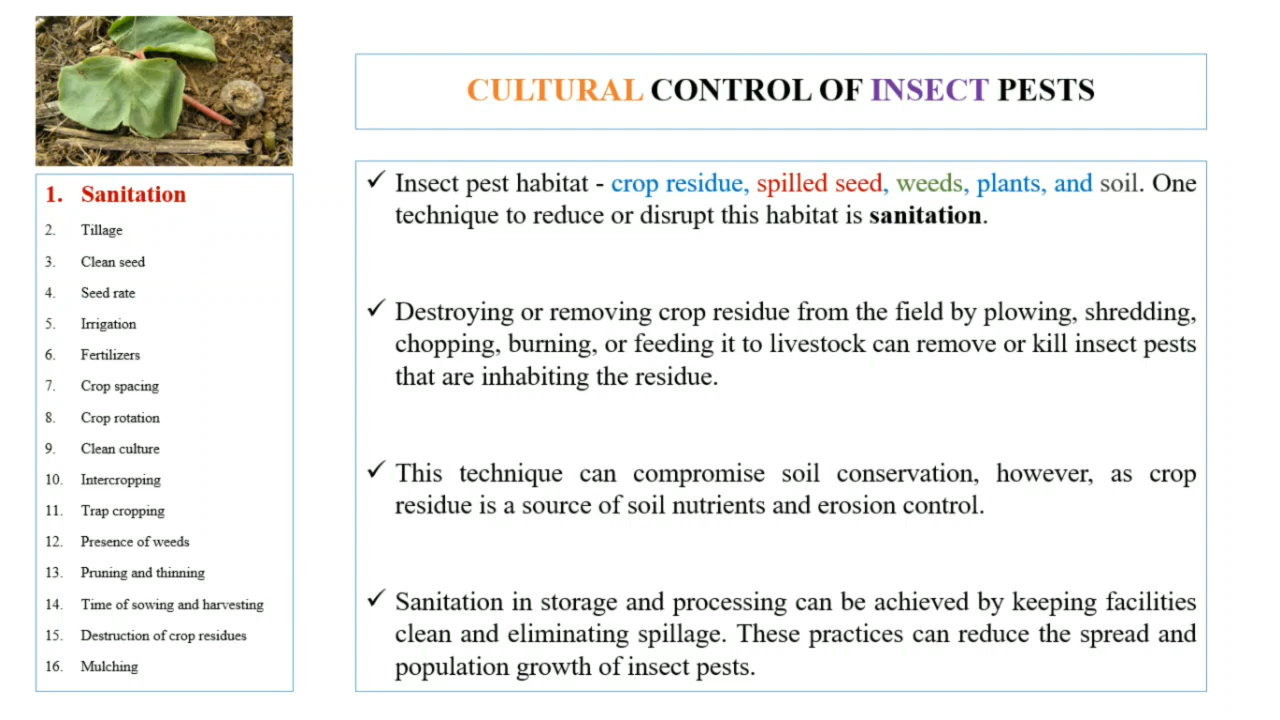 CULTURAL CONTROL OF INSECT PESTS
1. Sanitation
2. Tillage
3. Clean seed
4. Seed rate
5. Irrigation
6. Fertilizers
7. Crop spacing
8. Crop rotation
9. Clean culture
10. Intercropping
11. Trap cropping
12. Presence of weeds
13. Pruning and thinning
14. Time of sowing and harvesting
15. Destruction of crop residues
16. Mulching
✓ Insect pest habitat - crop residue, spilled seed, weeds, plants, and soil. One
technique to reduce or disrupt this habitat is sanitation.
✓ Destroying or removing crop residue from the field by plowing, shredding,
chopping, burning, or feeding it to livestock can remove or kill insect pests
that are inhabiting the residue.
✓ This technique can compromise soil conservation, however, as crop
residue is a source of soil nutrients and erosion control.
✓ Sanitation in storage and processing can be achieved by keeping facilities
clean and eliminating spillage. These practices can reduce the spread and
population growth of insect pests.